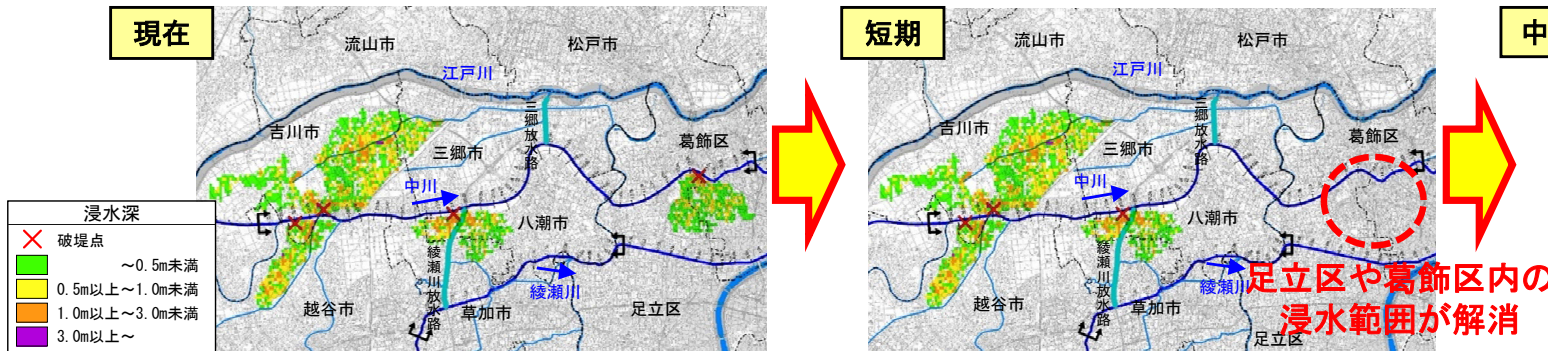 現在
流山市
松戸市
江戸川
吉川市
三郷市
三郷放水路
葛飾区
中川
八潮市
綾瀬川放水路
綾瀬川
越谷市
草加市
足立区
浸水深
破堤点
～0.5m未満
0.5m以上～1.0m未満
1.0m以上～3.0m未満
3.0m以上～
短期
流山市
松戸市
江戸川
吉川市
三郷市
三郷放水路
葛飾区
中川
八潮市
綾瀬川放水路
綾瀬川
越谷市
草加市
足立区
足立区や葛飾区内の
浸水範囲が解消
中